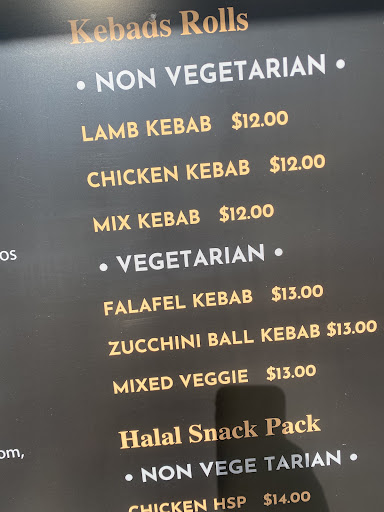 Kebads Rolls
• NON VEGETARIAN •
LAMB KEBAB $12.00
CHICKEN KEBAB $12.00
MIX KEBAB $12.00
os
• VEGETARIAN •
FALAFEL KEBAB $13.00
ZUCCHINI BALL KEBAB $13.00
MIXED VEGGIE $13.00
Halal Snack Pack
om,
• NON VEGE TARIAN •
CHICKEN HSP $14.00